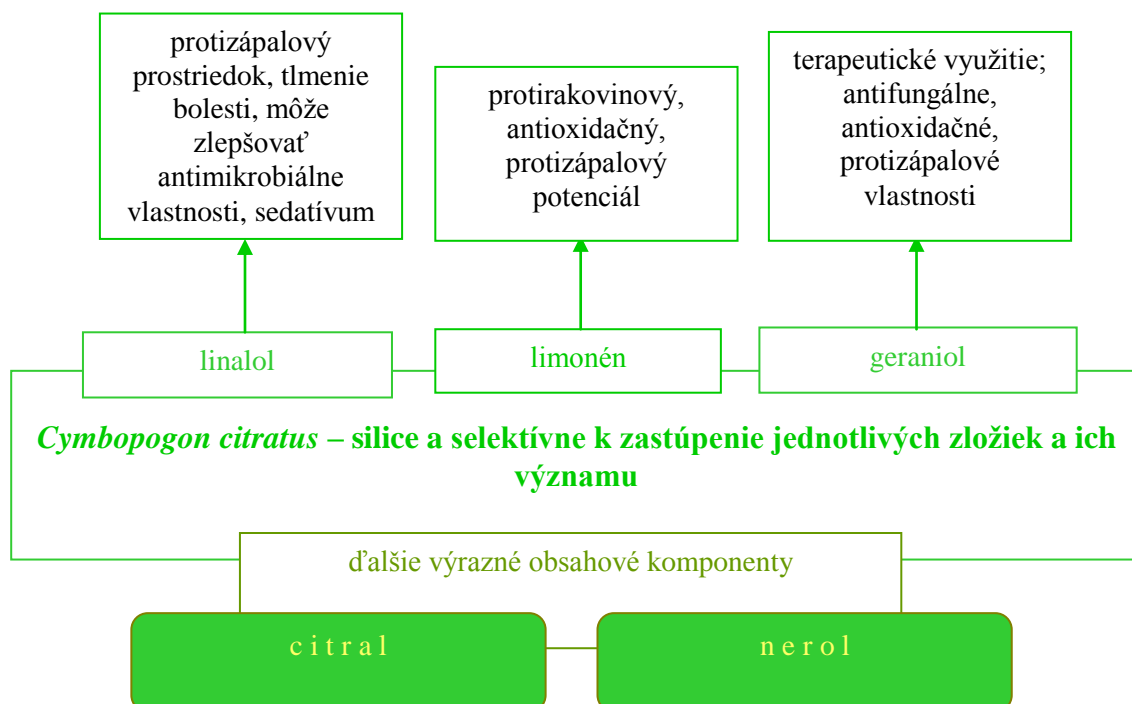 protizápalový
prostriedok, tlmenie
bolesti, môže
zlepšovať
antimikrobiálne
vlastnosti, sedatívum
protirakovinový,
antioxidačný,
protizápalový
potenciál
terapeutické využitie;
antifungálne,
antioxidačné,
protizápalové
vlastnosti
linalol
limonén
geraniol
Cymbopogon citratus – silice a selektívne k zastúpenie jednotlivých zložiek a ich
významu
ďalšie výrazné obsahové komponenty
c i t r a l
n e r o l